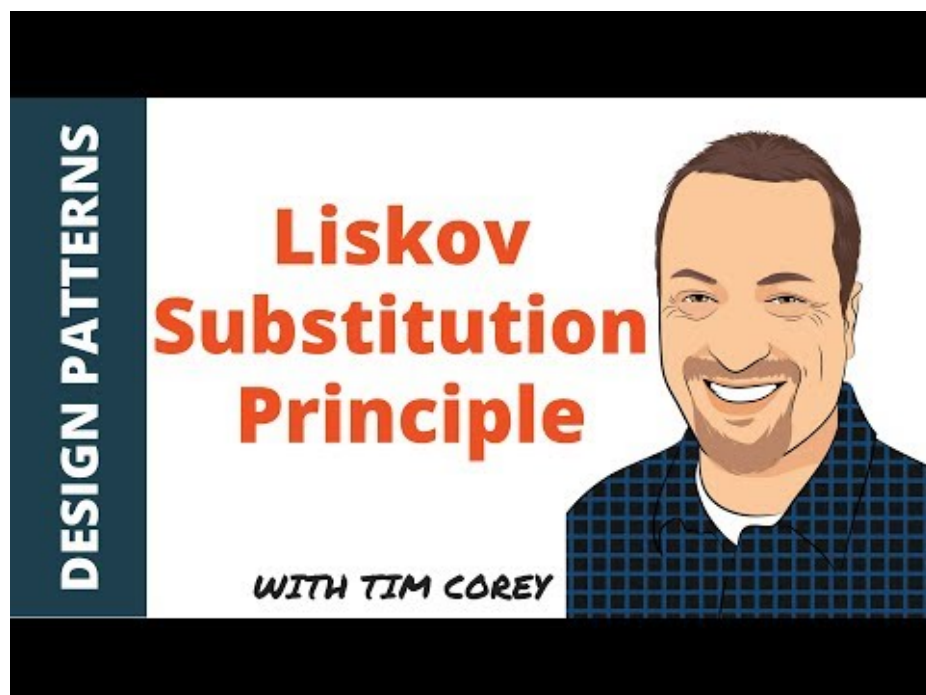 DESIGN PATTERNS
Liskov
Substitution
Principle
WITH TIM COREY